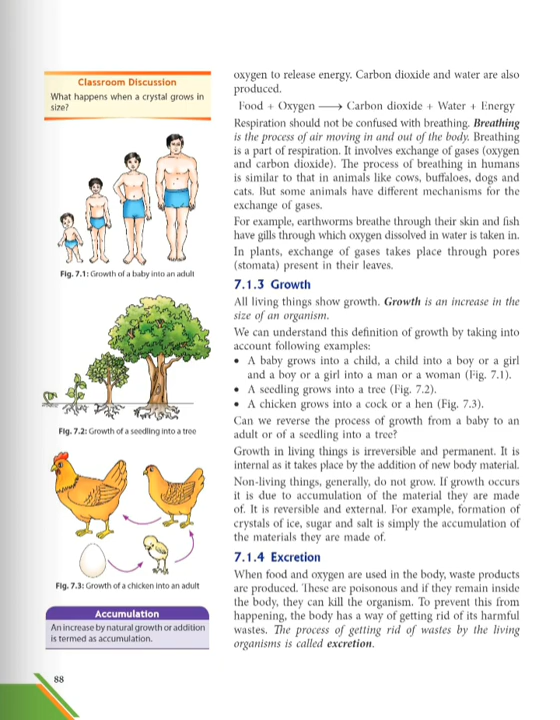 Classroom Discussion
What happens when a crystal grows in
size?
Fig. 7.1: Growth of a baby into an adult
Fig. 7.2: Growth of a seedling into a tree
Fig. 7.3: Growth of a chicken into an adult
Accumulation
An increase by natural growth or addition
is termed as accumulation.
oxygen to release energy. Carbon dioxide and water are also
produced.
Food + Oxygen ⟶ Carbon dioxide + Water + Energy
Respiration should not be confused with breathing. Breathing
is the process of air moving in and out of the body. Breathing
is a part of respiration. It involves exchange of gases (oxygen
and carbon dioxide). The process of breathing in humans
is similar to that in animals like cows, buffaloes, dogs and
cats. But some animals have different mechanisms for the
exchange of gases.
For example, earthworms breathe through their skin and fish
have gills through which oxygen dissolved in water is taken in.
In plants, exchange of gases takes place through pores
(stomata) present in their leaves.
7.1.3 Growth
All living things show growth. Growth is an increase in the
size of an organism.
We can understand this definition of growth by taking into
account following examples:
• A baby grows into a child, a child into a boy or a girl
and a boy or a girl into a man or a woman (Fig. 7.1).
• A seedling grows into a tree (Fig. 7.2).
• A chicken grows into a cock or a hen (Fig. 7.3).
Can we reverse the process of growth from a baby to an
adult or of a seedling into a tree?
Growth in living things is irreversible and permanent. It is
internal as it takes place by the addition of new body material.
Non-living things, generally, do not grow. If growth occurs
it is due to accumulation of the material they are made
of. It is reversible and external. For example, formation of
crystals of ice, sugar and salt is simply the accumulation of
the materials they are made of.
7.1.4 Excretion
When food and oxygen are used in the body, waste products
are produced. These are poisonous and if they remain inside
the body, they can kill the organism. To prevent this from
happening, the body has a way of getting rid of its harmful
wastes. The process of getting rid of wastes by the living
organisms is called excretion.
88